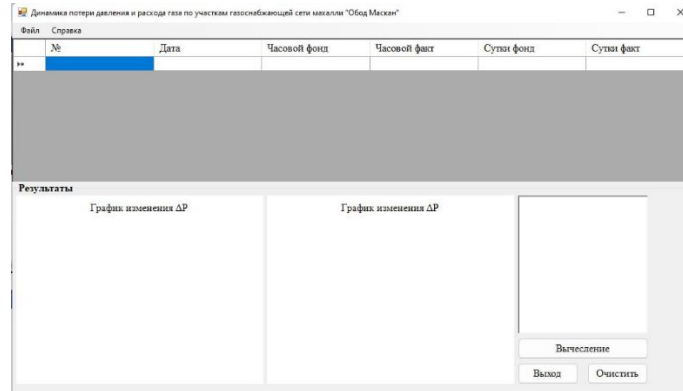 Динамика потери давления и расхода газа по участкам газоснабжающей сети махалли "Обод Маскан"
Файл Справка
№ Дата Часовой фонд Часовой факт Сутки фонд Сутки факт
Результаты
График изменения ΔP График изменения ΔP
Вычесление
Выход Очистить